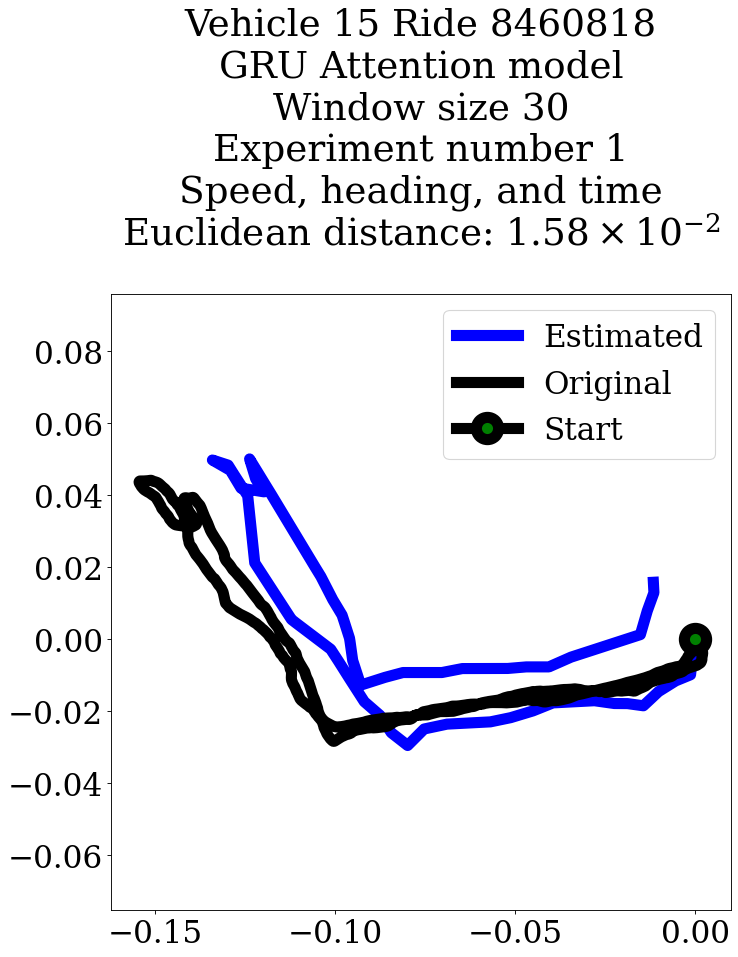 Vehicle 15 Ride 8460818
GRU Attention model
Window size 30
Experiment number 1
Speed, heading, and time
Euclidean distance: 1.58 × 10⁻²
Estimated
Original
Start
0.08
0.06
0.04
0.02
0.00
−0.02
−0.04
−0.06
−0.15
−0.10
−0.05
0.00